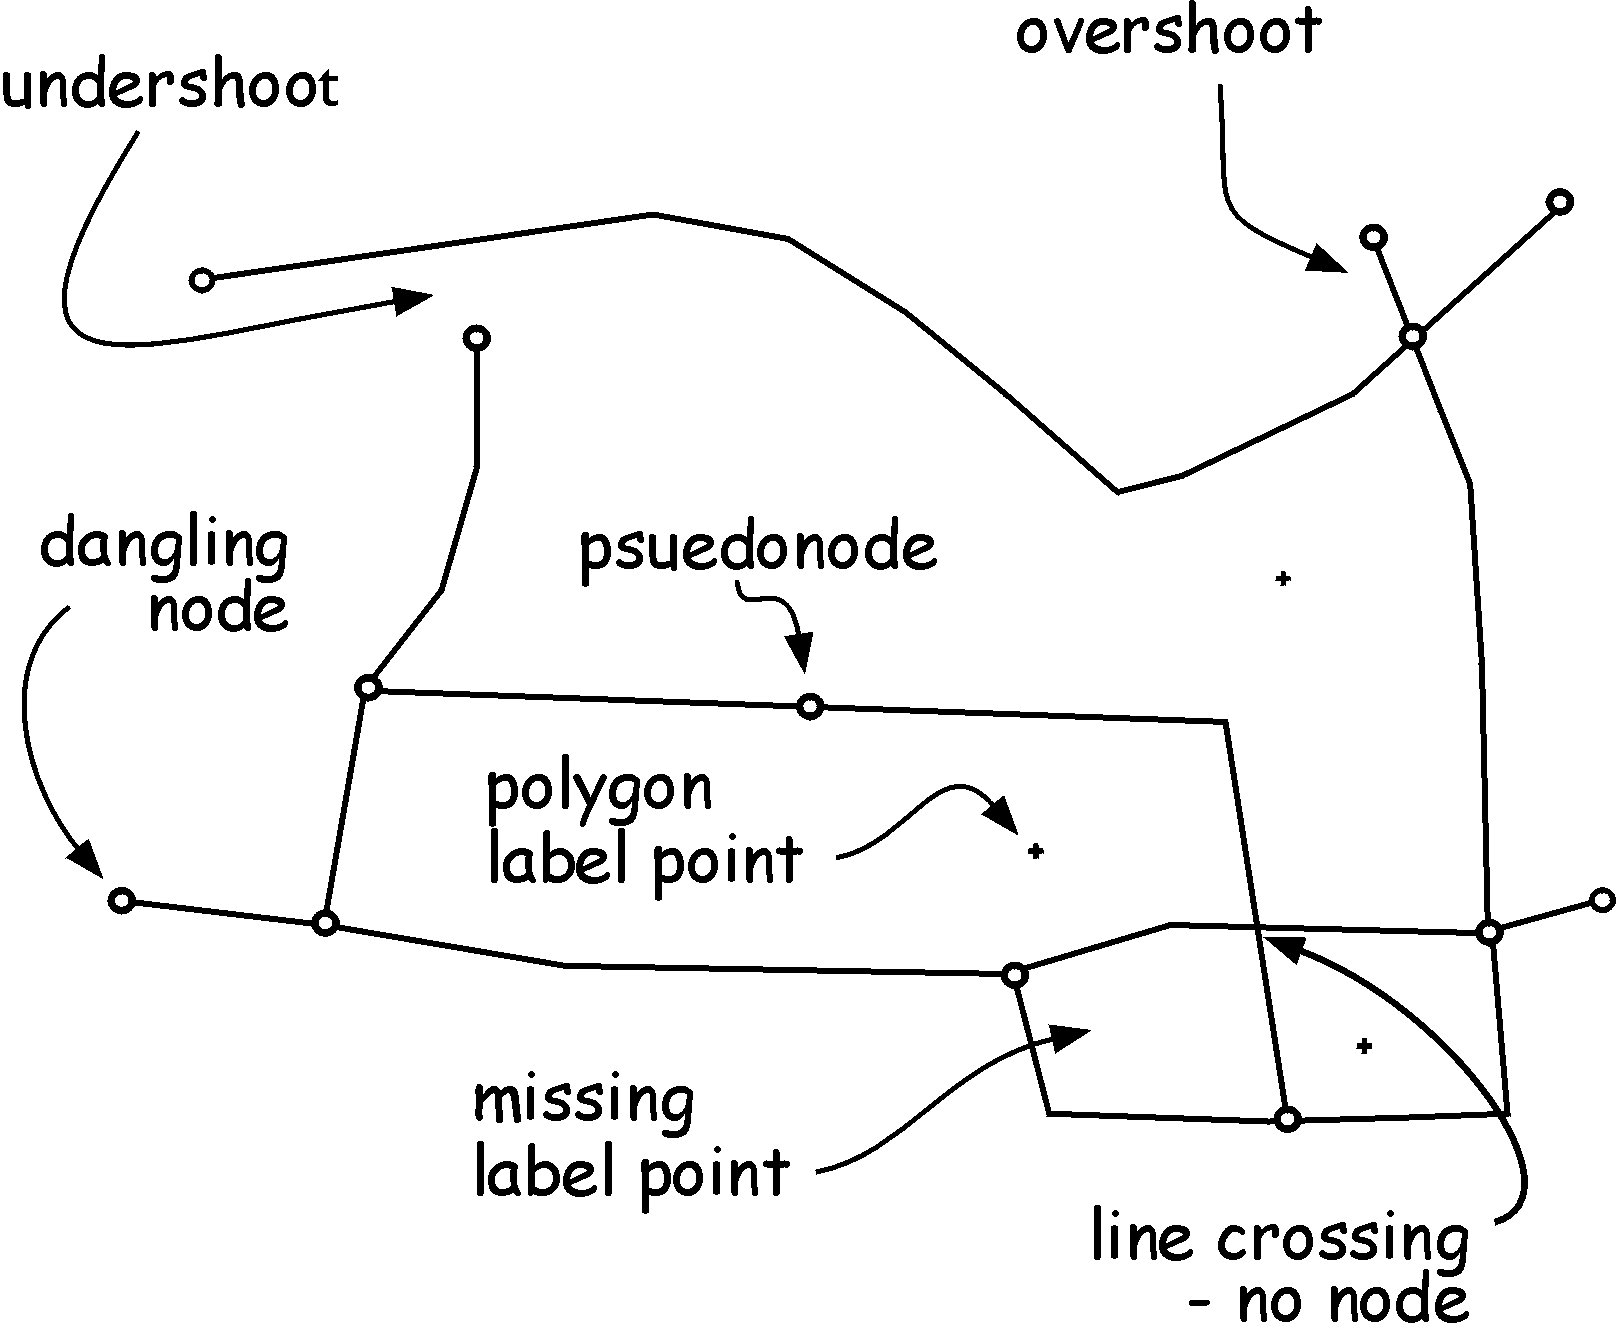 overshoot
undershoot
dangling
node
psuedonode
polygon
label point
missing
label point
line crossing
- no node